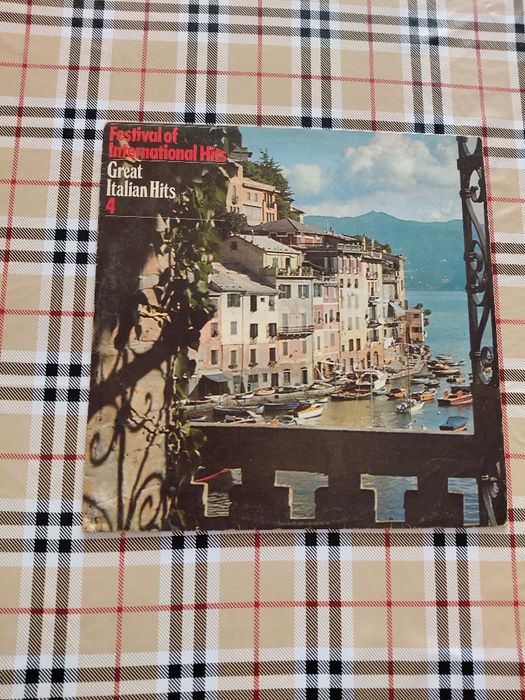 Festival of
International Hits
Great
Italian Hits
4